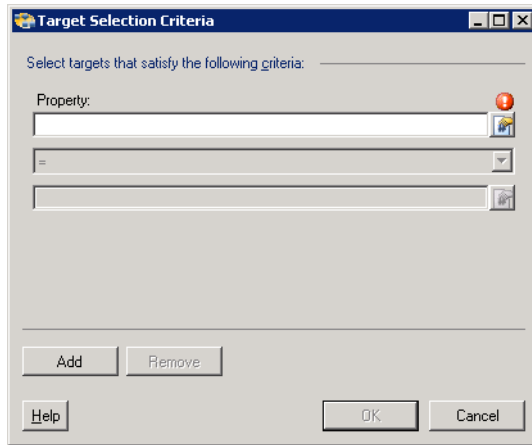 Target Selection Criteria
Select targets that satisfy the following criteria:
Property:
=
Add Remove
Help OK Cancel